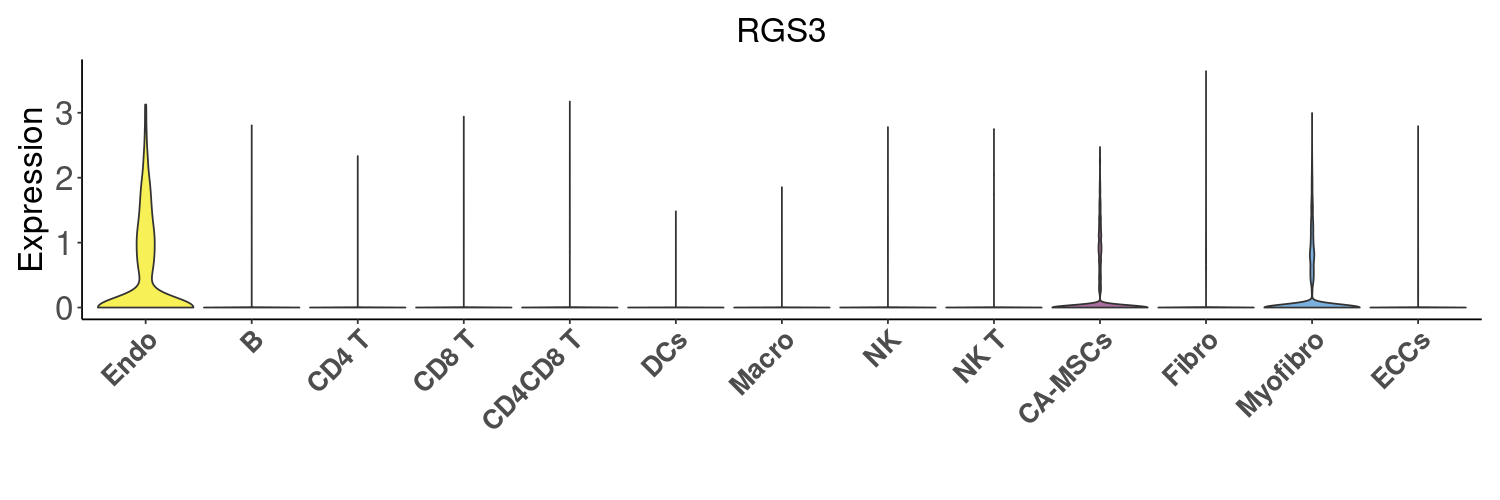 RGS3
Expression
3
2
1
0
Endo
B
CD4 T
CD8 T
CD4CD8 T
DCs
Macro
NK
NK T
CA-MSCs
Fibro
Myofibro
ECCs